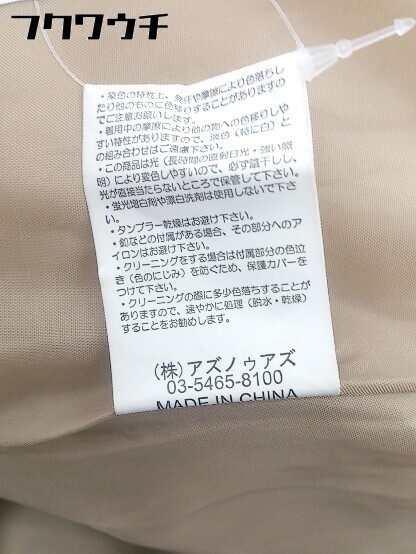 フクワウチ
・染色の特性上、発汗や摩擦により色落ちし
たり他のものに色移りすることがあります
のでご注意お願いします。
・着用中の摩擦により他の物への色移りしや
すい特性がありますので、淡色（特に白）と
の組み合わせはご遠慮下さい。
・この商品は光（長時間の直射日光・強い照
明）により変色しやすいので、必ず陰干しし、
光が直接当たらないところで保管して下さい。
・蛍光増白剤や漂白洗剤は使用しないで下さ
い。
・タンブラー乾燥はお避け下さい。
・釦などの付属がある場合、その部分へのア
イロンはお避け下さい。
・クリーニングをする場合は付属部分の色泣
き（色のにじみ）を防ぐため、保護カバーを
つけて下さい。
・クリーニングの際に多少色落ちすることが
ありますので、速やかに処理（脱水・乾燥）
することをお勧めします。
（株）アズノゥアズ
03-5465-8100
MADE IN CHINA